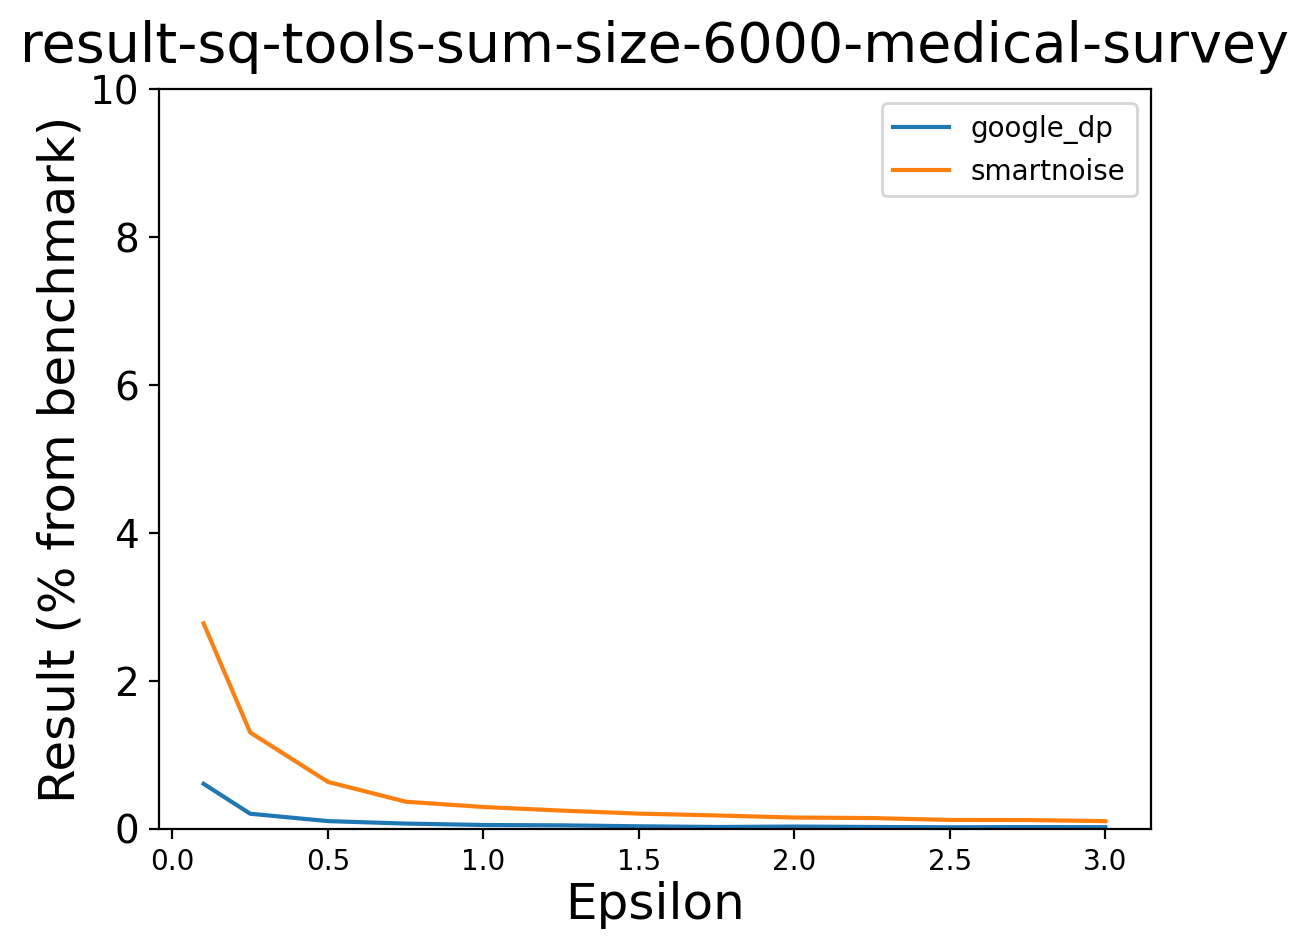 result-sq-tools-sum-size-6000-medical-survey
google_dp
smartnoise
Result (% from benchmark)
10
8
6
4
2
0
0.0 0.5 1.0 1.5 2.0 2.5 3.0
Epsilon